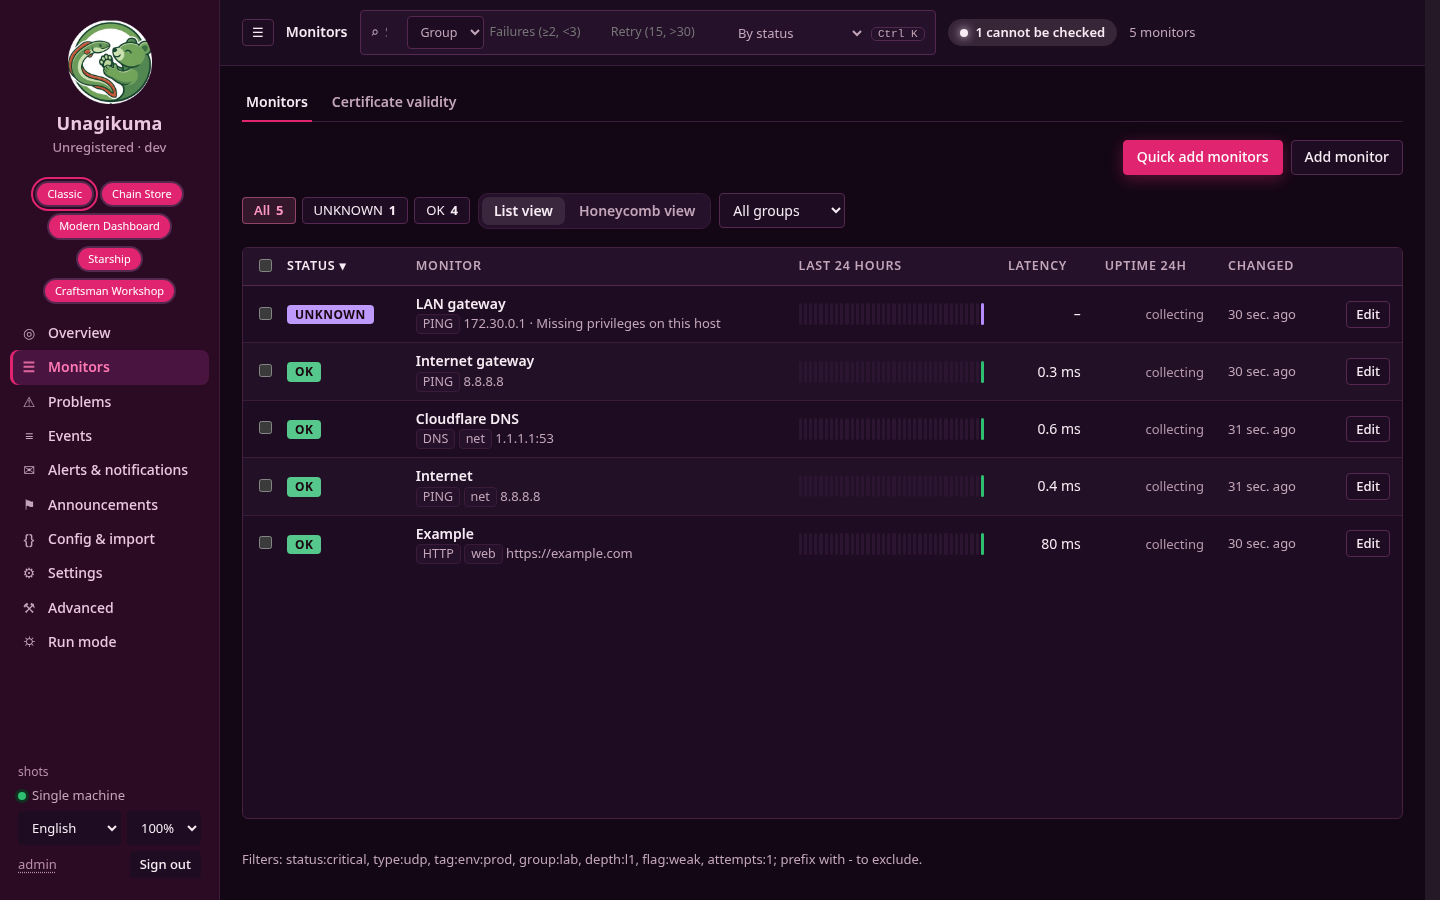 Unagikuma
Unregistered · dev
Classic
Chain Store
Modern Dashboard
Starship
Craftsman Workshop
Overview
Monitors
Problems
Events
Alerts & notifications
Announcements
{} Config & import
Settings
Advanced
Run mode
shots
Single machine
English
100%
admin
Sign out
Monitors
Group
Failures (≥2, <3)
Retry (15, >30)
By status
Ctrl K
1 cannot be checked
5 monitors
Monitors
Certificate validity
Quick add monitors
Add monitor
All 5
UNKNOWN 1
OK 4
List view
Honeycomb view
All groups
STATUS ▾ MONITOR LAST 24 HOURS LATENCY UPTIME 24H CHANGED
UNKNOWN
LAN gateway
PING 172.30.0.1 · Missing privileges on this host
– collecting 30 sec. ago Edit
OK
Internet gateway
PING 8.8.8.8
0.3 ms collecting 30 sec. ago Edit
OK
Cloudflare DNS
DNS net 1.1.1.1:53
0.6 ms collecting 31 sec. ago Edit
OK
Internet
PING net 8.8.8.8
0.4 ms collecting 31 sec. ago Edit
OK
Example
HTTP web https://example.com
80 ms collecting 30 sec. ago Edit
Filters: status:critical, type:udp, tag:env:prod, group:lab, depth:l1, flag:weak, attempts:1; prefix with - to exclude.